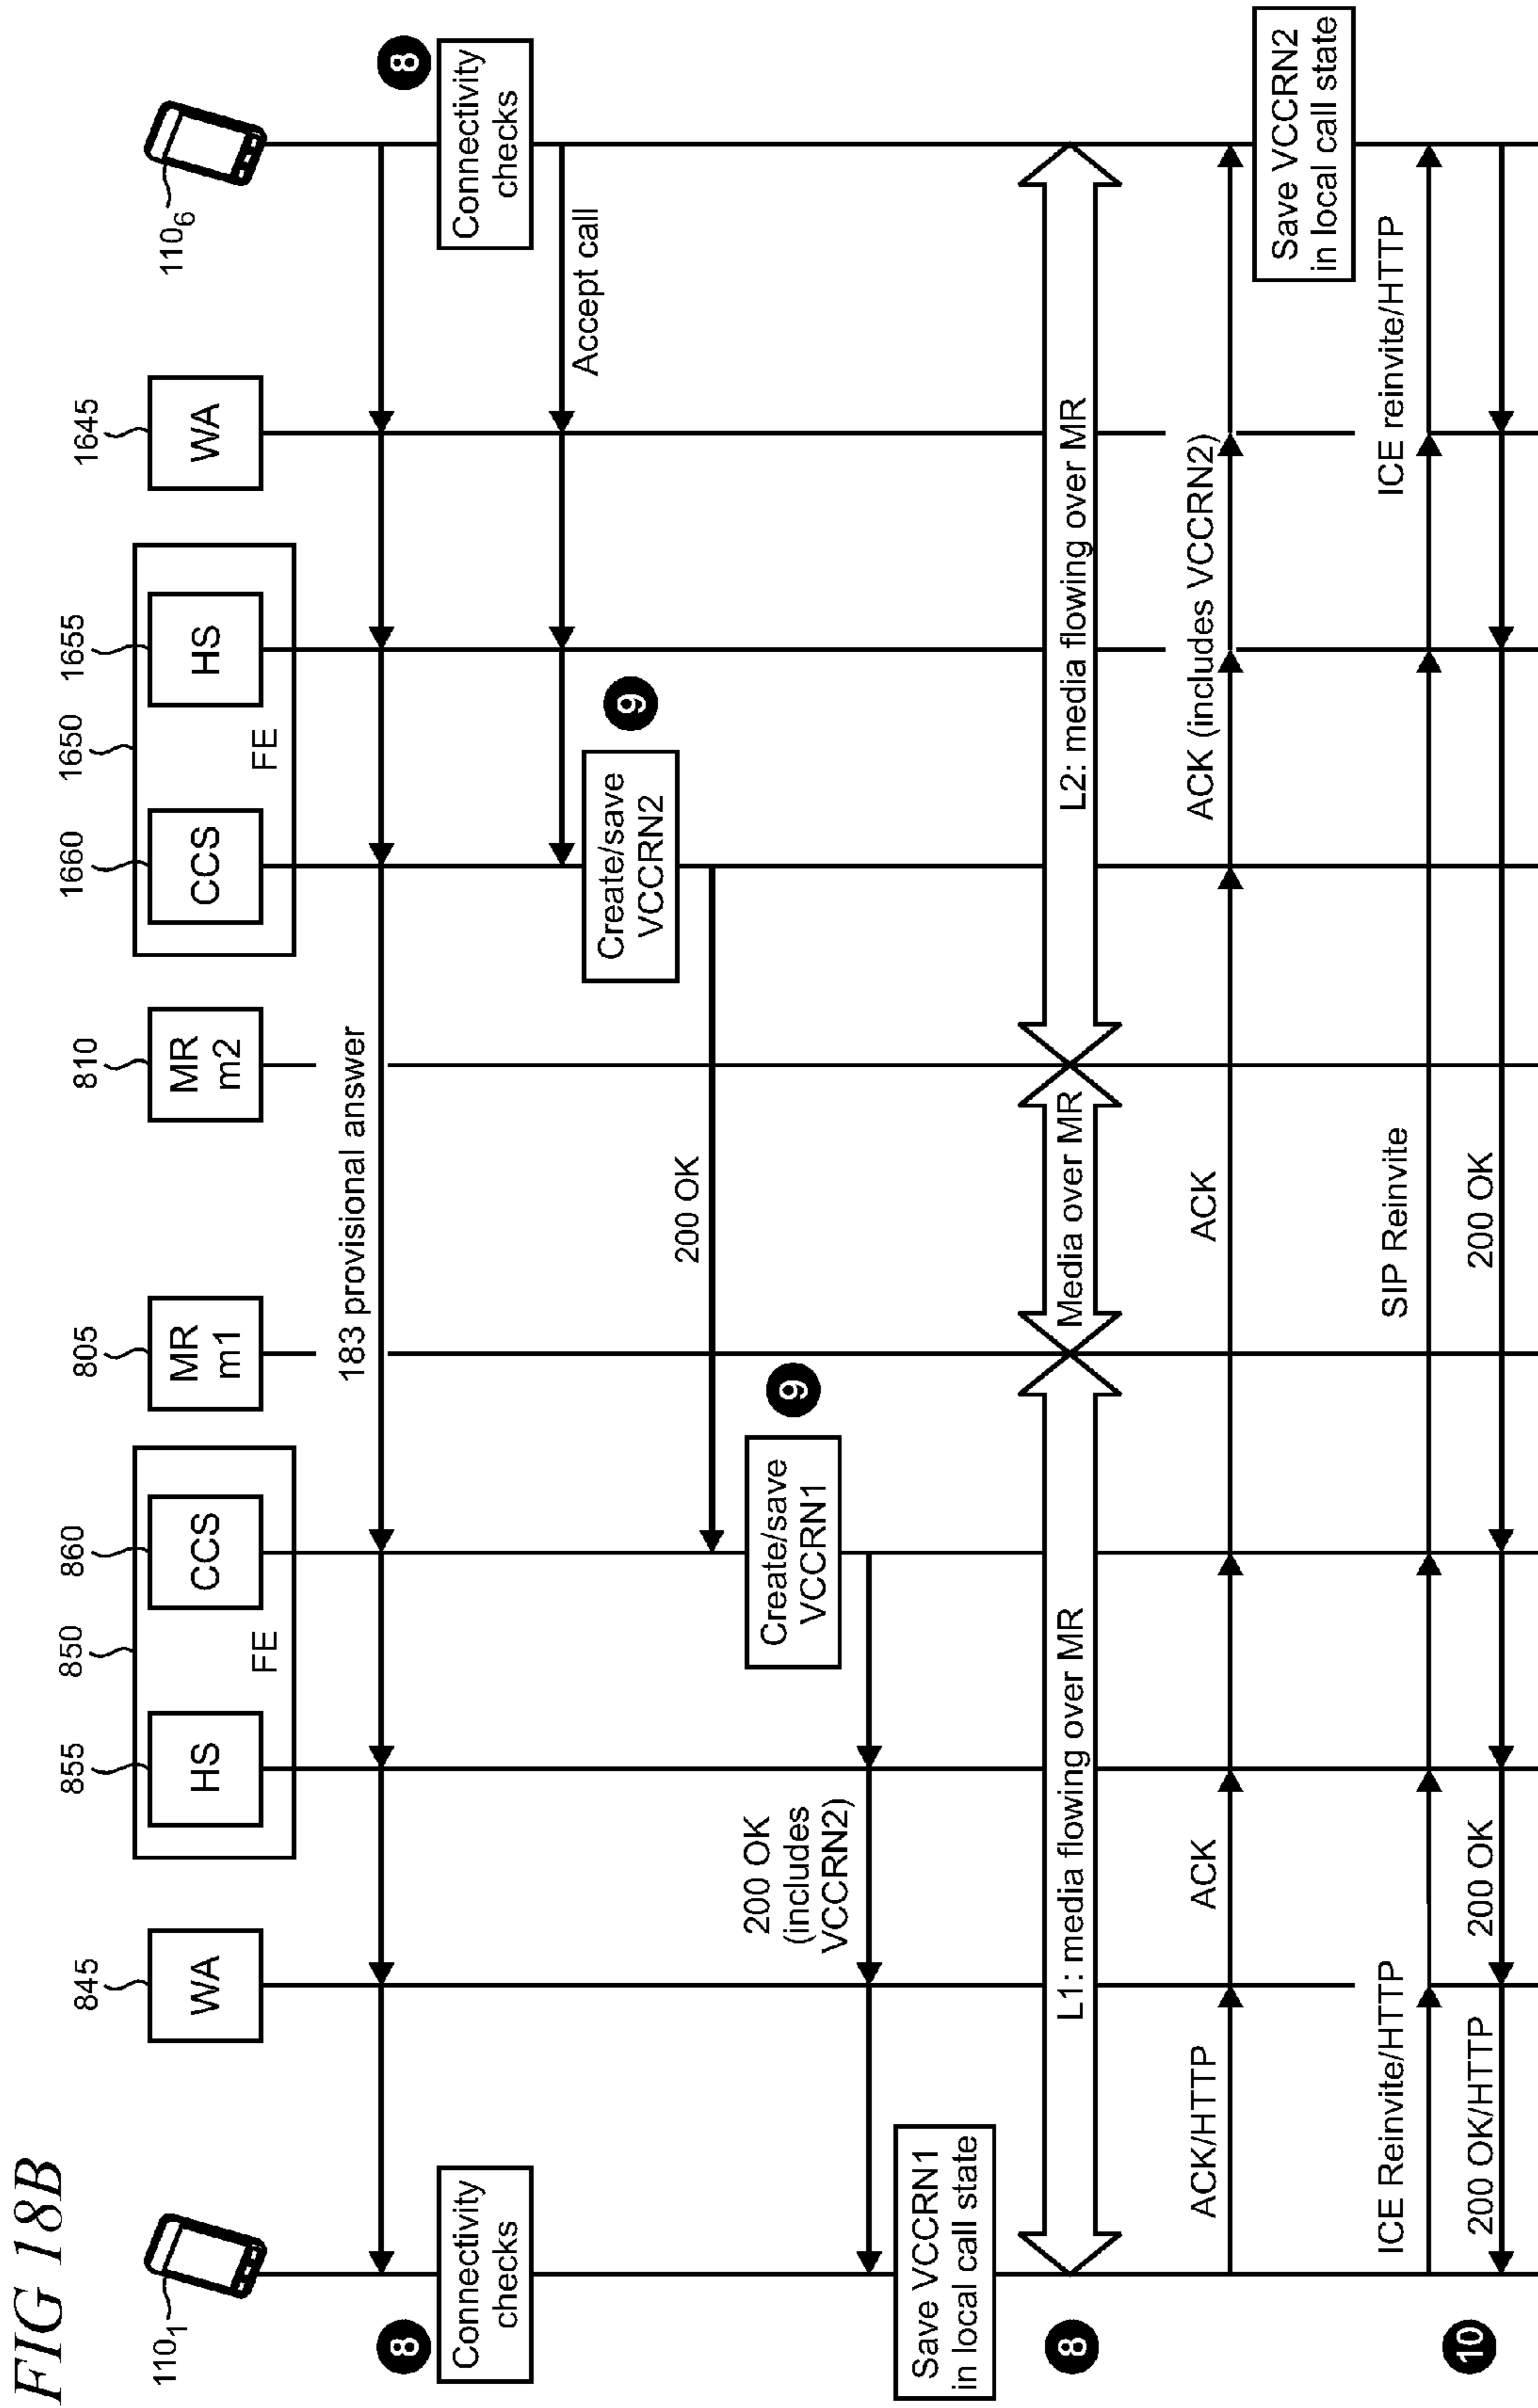 FIG 18B
110₁
845
WA
855
HS
850
FE
860
CCS
805
MR
m1
810
MR
m2
1660
CCS
1650
FE
1655
HS
1645
WA
110₆
183 provisional answer
8
Connectivity
checks
8
Connectivity
checks
Accept call
Create/save
VCCRN2
9
200 OK
Create/save
VCCRN1
9
200 OK
(includes
VCCRN2)
Save VCCRN1
in local call state
8
L1: media flowing over MR
Media over MR
L2: media flowing over MR
ACK/HTTP
ACK
ACK
ACK (includes VCCRN2)
Save VCCRN2
in local call state
ICE Reinvite/HTTP
SIP Reinvite
ICE reinvite/HTTP
10
200 OK/HTTP
200 OK
200 OK